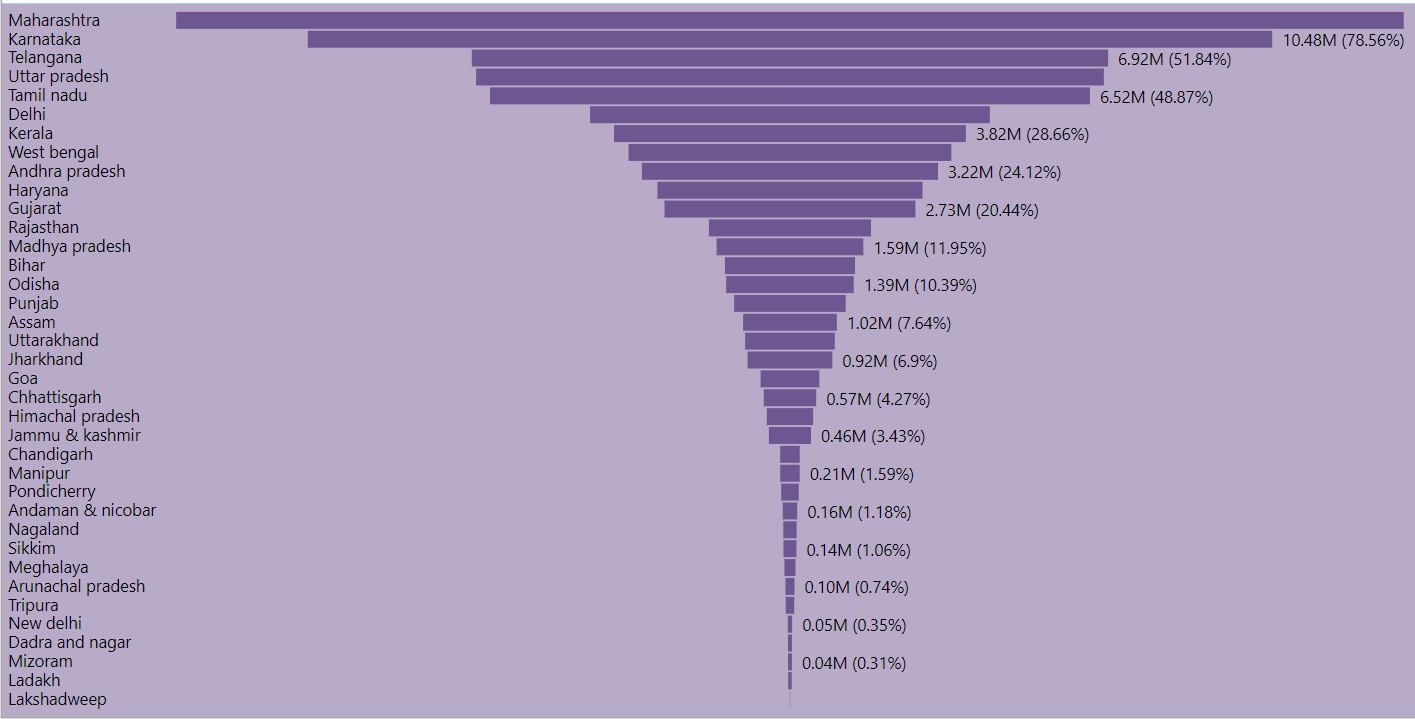 Maharashtra
Karnataka 10.48M (78.56%)
Telangana 6.92M (51.84%)
Uttar pradesh
Tamil nadu 6.52M (48.87%)
Delhi
Kerala 3.82M (28.66%)
West bengal
Andhra pradesh 3.22M (24.12%)
Haryana
Gujarat 2.73M (20.44%)
Rajasthan
Madhya pradesh 1.59M (11.95%)
Bihar
Odisha 1.39M (10.39%)
Punjab
Assam 1.02M (7.64%)
Uttarakhand
Jharkhand 0.92M (6.9%)
Goa
Chhattisgarh 0.57M (4.27%)
Himachal pradesh
Jammu & kashmir 0.46M (3.43%)
Chandigarh
Manipur 0.21M (1.59%)
Pondicherry
Andaman & nicobar 0.16M (1.18%)
Nagaland
Sikkim 0.14M (1.06%)
Meghalaya
Arunachal pradesh 0.10M (0.74%)
Tripura
New delhi 0.05M (0.35%)
Dadra and nagar
Mizoram 0.04M (0.31%)
Ladakh
Lakshadweep